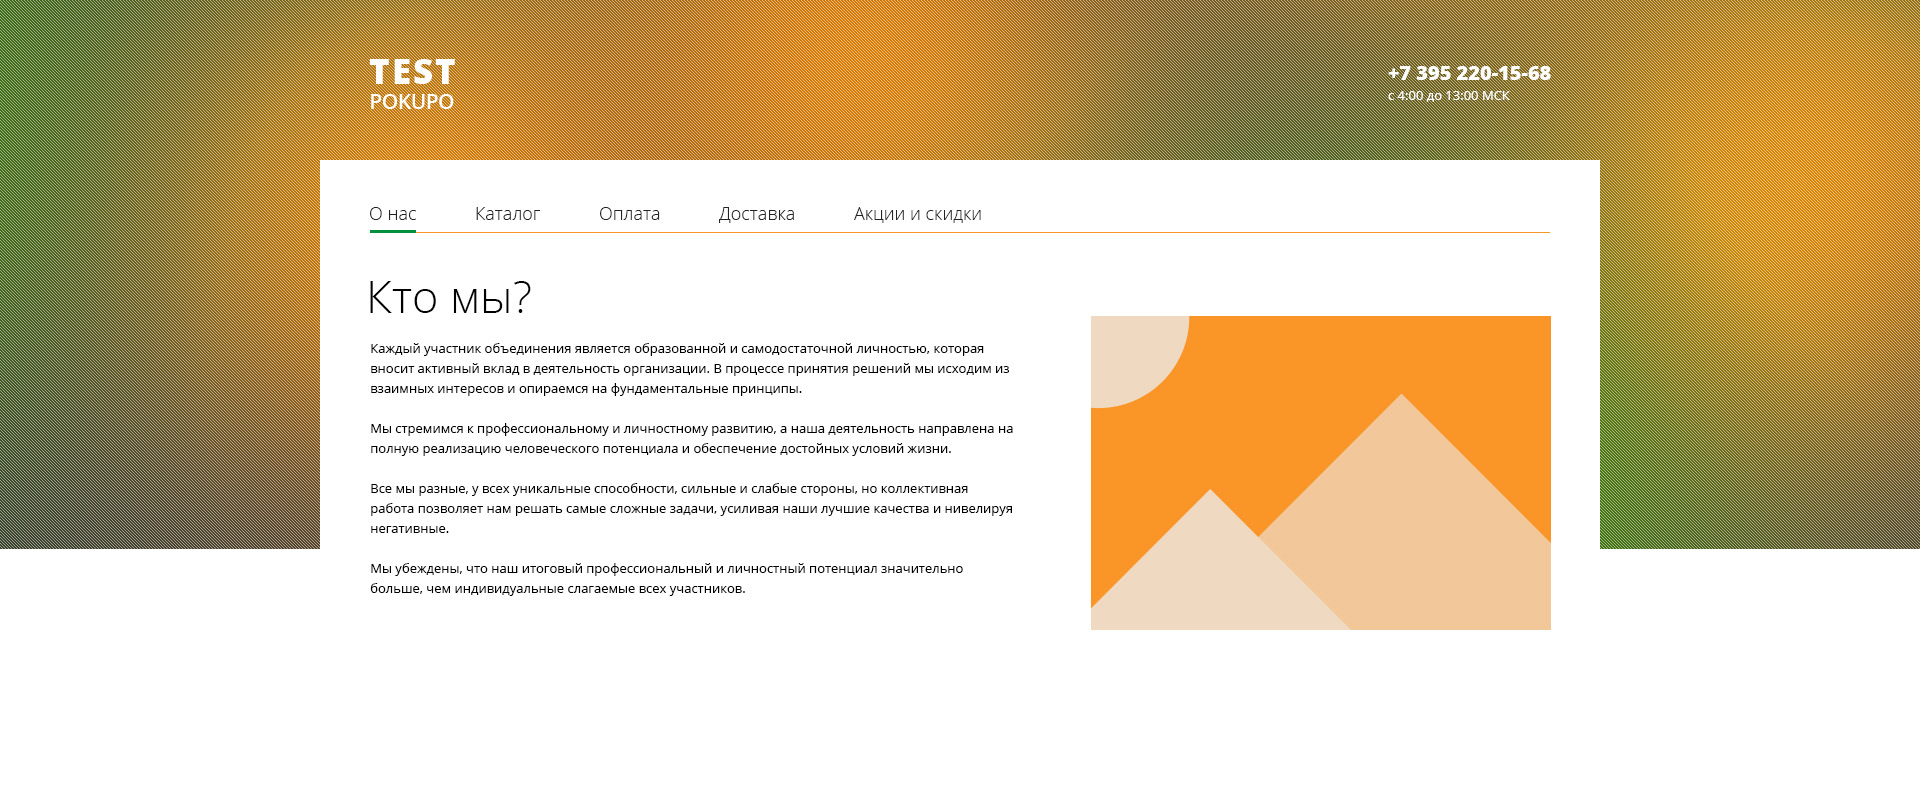 TEST
POKUPO
+7 395 220-15-68
с 4:00 до 13:00 МСК
О нас Каталог Оплата Доставка Акции и скидки
Кто мы?
Каждый участник объединения является образованной и самодостаточной личностью, которая
вносит активный вклад в деятельность организации. В процессе принятия решений мы исходим из
взаимных интересов и опираемся на фундаментальные принципы.
Мы стремимся к профессиональному и личностному развитию, а наша деятельность направлена на
полную реализацию человеческого потенциала и обеспечение достойных условий жизни.
Все мы разные, у всех уникальные способности, сильные и слабые стороны, но коллективная
работа позволяет нам решать самые сложные задачи, усиливая наши лучшие качества и нивелируя
негативные.
Мы убеждены, что наш итоговый профессиональный и личностный потенциал значительно
больше, чем индивидуальные слагаемые всех участников.